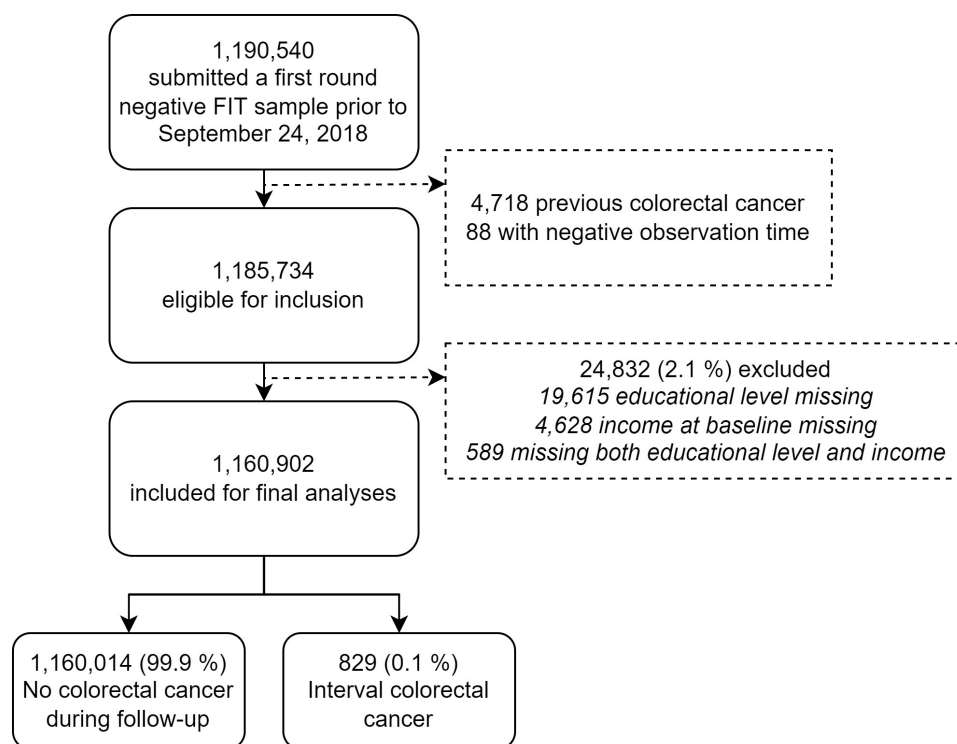 1,190,540
submitted a first round
negative FIT sample prior to
September 24, 2018
4,718 previous colorectal cancer
88 with negative observation time
1,185,734
eligible for inclusion
24,832 (2.1 %) excluded
19,615 educational level missing
4,628 income at baseline missing
589 missing both educational level and income
1,160,902
included for final analyses
1,160,014 (99.9 %)
No colorectal cancer
during follow-up
829 (0.1 %)
Interval colorectal
cancer